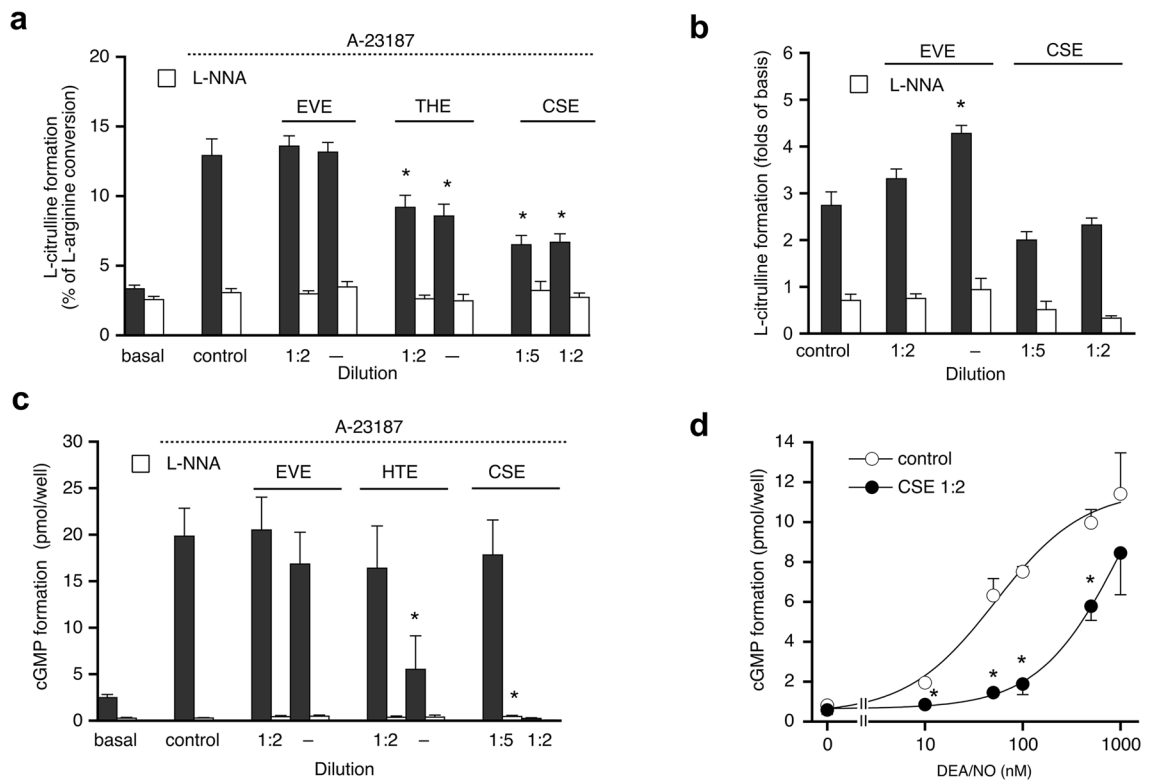 a
A-23187
L-NNA
EVE THE CSE
L-citrulline formation
(% of L-arginine conversion)
20
15
10
5
0
* * * *
basal control 1:2 – 1:2 – 1:5 1:2
Dilution
b
EVE CSE
L-NNA
L-citrulline formation (folds of basis)
6
5
4
3
2
1
0
*
control 1:2 – 1:5 1:2
Dilution
c
A-23187
L-NNA
EVE HTE CSE
cGMP formation (pmol/well)
30
25
20
15
10
5
0
* *
basal control 1:2 – 1:2 – 1:5 1:2
Dilution
d
control
CSE 1:2
cGMP formation (pmol/well)
14
12
10
8
6
4
2
0
* * * *
0 10 100 1000
DEA/NO (nM)